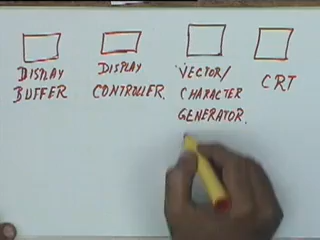 DISPLAY BUFFER
DISPLAY CONTROLLER.
VECTOR/ CHARACTER GENERATOR.
CRT